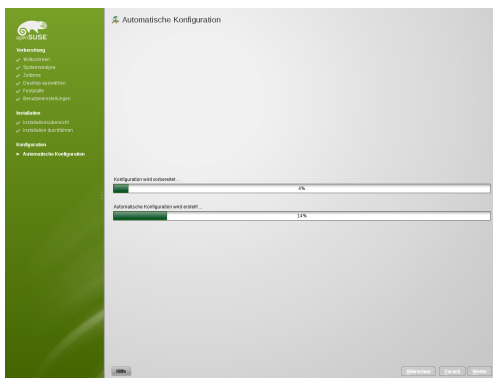 openSUSE
Vorbereitung
Willkommen
Systemanalyse
Zeitzone
Desktop auswählen
Festplatte
Benutzereinstellungen
Installation
Installationsübersicht
Installation durchführen
Konfiguration
Automatische Konfiguration
Automatische Konfiguration
Konfiguration wird vorbereitet...
4%
Automatische Konfiguration wird erstellt...
14%
Hilfe
Abbrechen Zurück Weiter